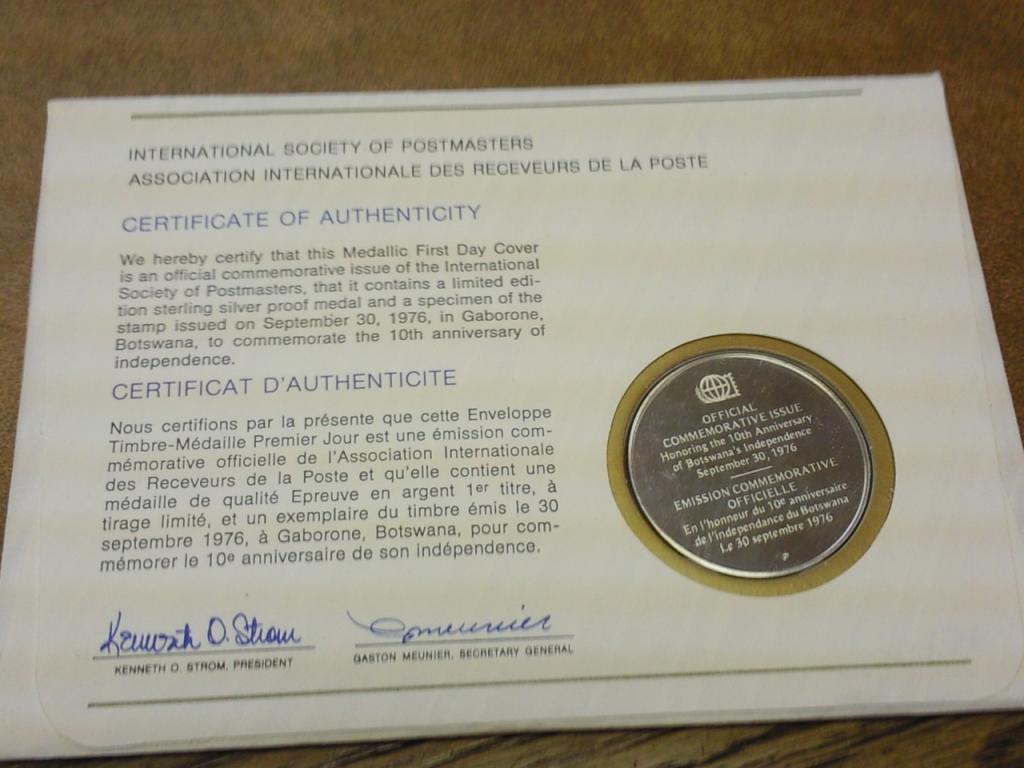 INTERNATIONAL SOCIETY OF POSTMASTERS
ASSOCIATION INTERNATIONALE DES RECEVEURS DE LA POSTE
CERTIFICATE OF AUTHENTICITY
We hereby certify that this Medallic First Day Cover
is an official commemorative issue of the International
Society of Postmasters, that it contains a limited edi-
tion sterling silver proof medal and a specimen of the
stamp issued on September 30, 1976, in Gaborone,
Botswana, to commemorate the 10th anniversary of
independence.
CERTIFICAT D'AUTHENTICITE
Nous certifions par la présente que cette Enveloppe
Timbre-Médaille Premier Jour est une émission com-
mémorative officielle de l'Association Internationale
des Receveurs de la Poste et qu'elle contient une
médaille de qualité Epreuve en argent 1er titre, à
tirage limité, et un exemplaire du timbre émis le 30
septembre 1976, à Gaborone, Botswana, pour com-
mémorer le 10e anniversaire de son indépendence.
Kenneth O. Strom
KENNETH O. STROM, PRESIDENT
GMeunier
GASTON MEUNIER, SECRETARY GENERAL
OFFICIAL
COMMEMORATIVE ISSUE
Honoring the 10th Anniversary
of Botswana's Independence
September 30, 1976
EMISSION COMMEMORATIVE
OFFICIELLE
En l'honneur du 10e anniversaire
de l'indépendance du Botswana
Le 30 septembre 1976